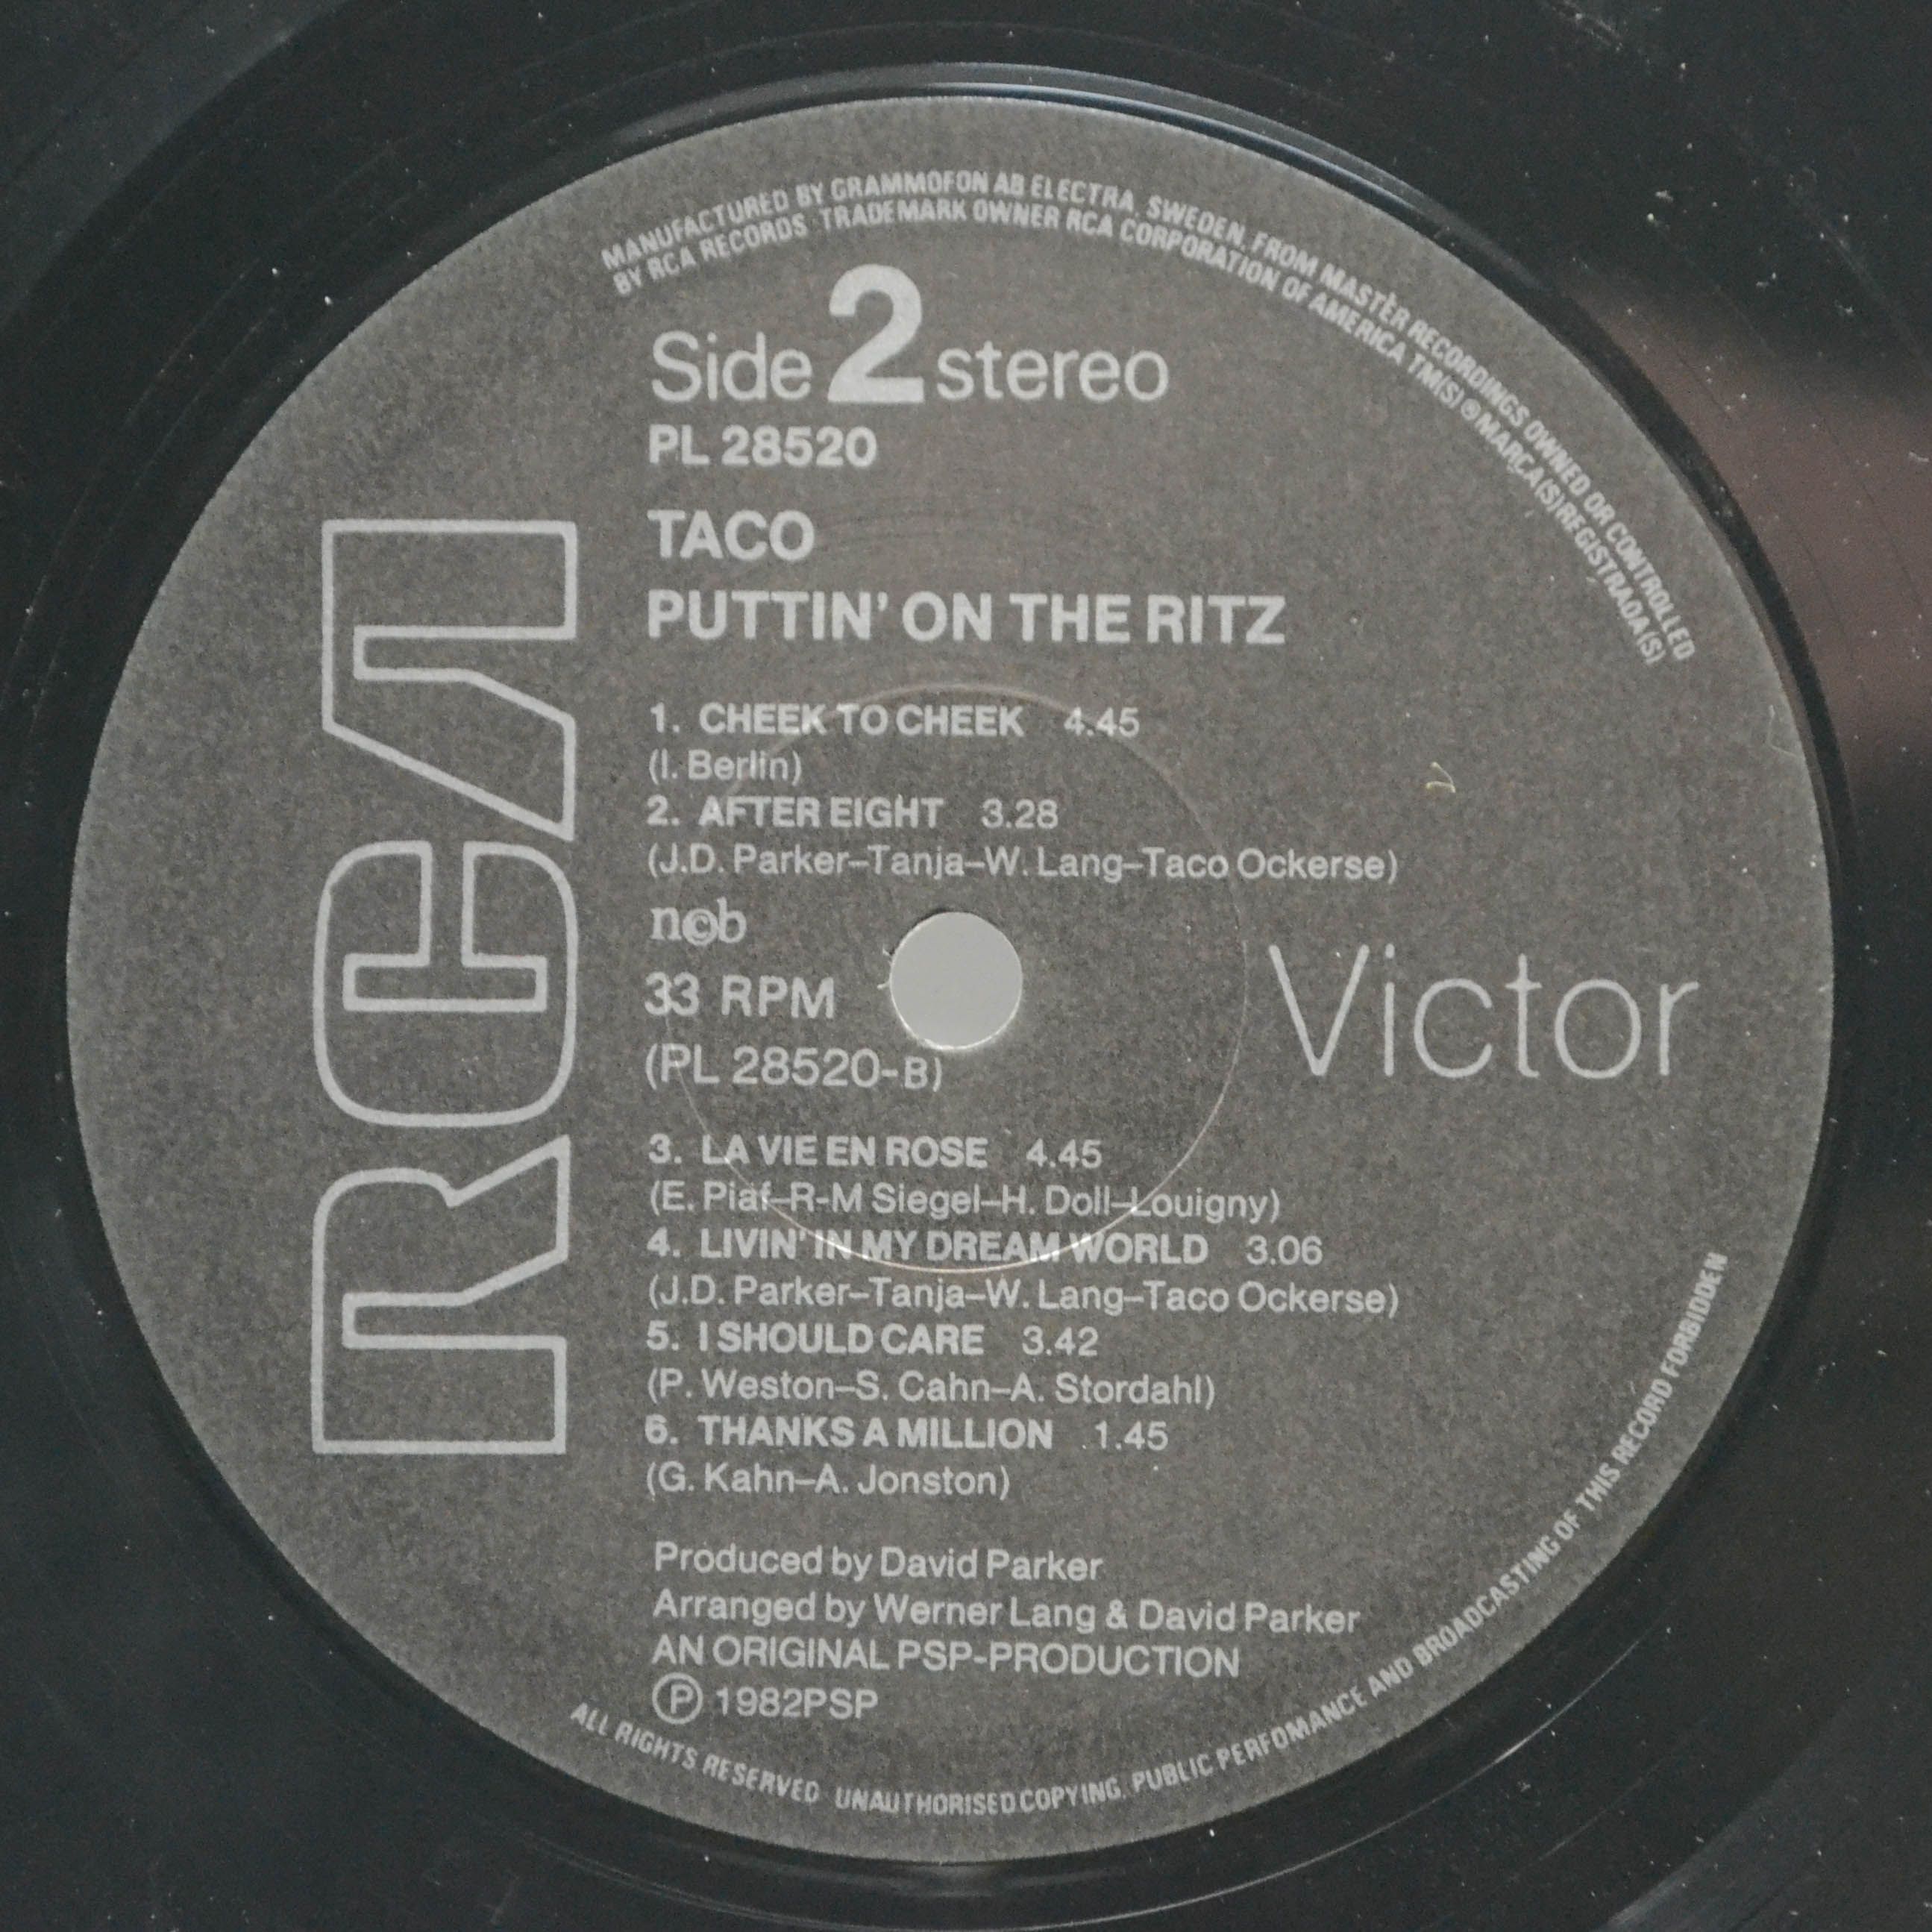 MANUFACTURED BY GRAMMOFON AB ELECTRA, SWEDEN, FROM MASTER RECORDINGS OWNED OR CONTROLLED
BY RCA RECORDS TRADEMARK OWNER RCA CORPORATION OF AMERICA TM(S) ® MARCA(S) REGISTRADA(S)
Side 2 stereo
PL 28520
TACO
PUTTIN' ON THE RITZ
1. CHEEK TO CHEEK 4.45
(I. Berlin)
2. AFTER EIGHT 3.28
(J.D. Parker–Tanja–W. Lang–Taco Ockerse)
n©b
33 RPM
(PL 28520-B)
RCA
Victor
3. LA VIE EN ROSE 4.45
(E. Piaf–R-M Siegel–H. Doll–Louigny)
4. LIVIN' IN MY DREAM WORLD 3.06
(J.D. Parker–Tanja–W. Lang–Taco Ockerse)
5. I SHOULD CARE 3.42
(P. Weston–S. Cahn–A. Stordahl)
6. THANKS A MILLION 1.45
(G. Kahn–A. Jonston)
Produced by David Parker
Arranged by Werner Lang & David Parker
AN ORIGINAL PSP-PRODUCTION
Ⓟ 1982PSP
ALL RIGHTS RESERVED UNAUTHORISED COPYING, PUBLIC PERFOMANCE AND BROADCASTING OF THIS RECORD FORBIDDEN